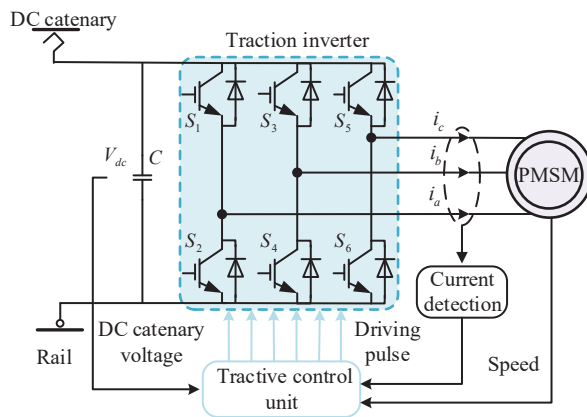 DC catenary
Traction inverter
S1
S3
S5
ic
Vdc
C
ib
PMSM
ia
S2
S4
S6
Current
detection
DC catenary
voltage
Driving
pulse
Rail
Speed
Tractive control
unit